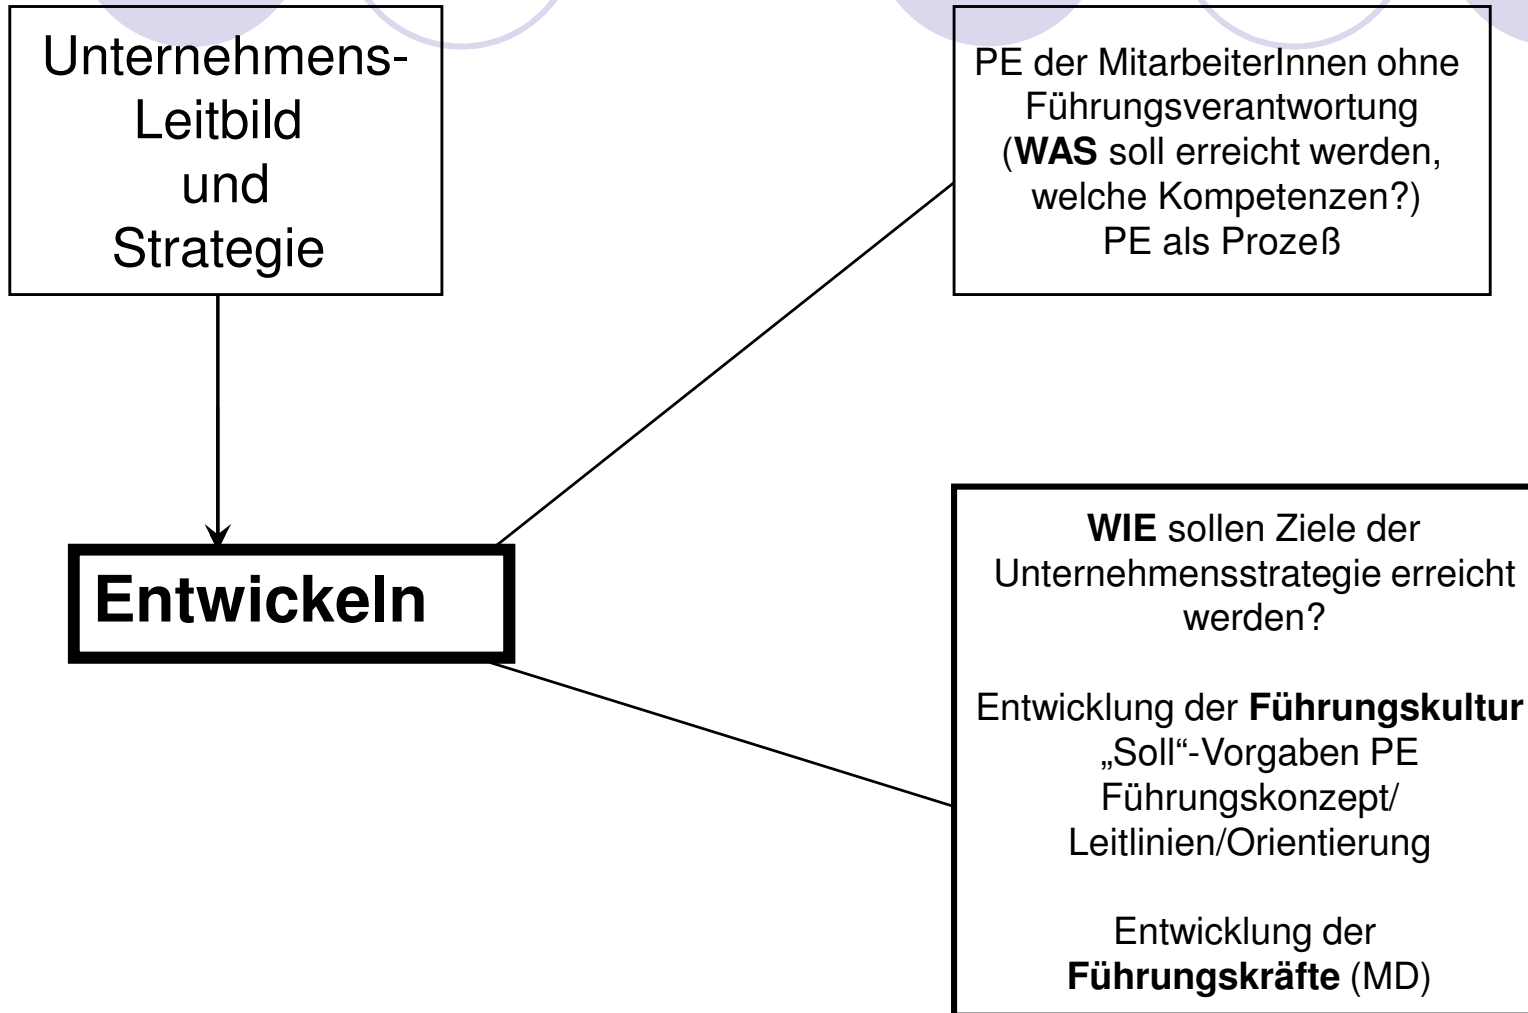 Unternehmens-
Leitbild
und
Strategie
PE der MitarbeiterInnen ohne
Führungsverantwortung
(WAS soll erreicht werden,
welche Kompetenzen?)
PE als Prozeß
Entwickeln
WIE sollen Ziele der
Unternehmensstrategie erreicht
werden?
Entwicklung der Führungskultur
„Soll“-Vorgaben PE
Führungskonzept/
Leitlinien/Orientierung
Entwicklung der
Führungskräfte (MD)